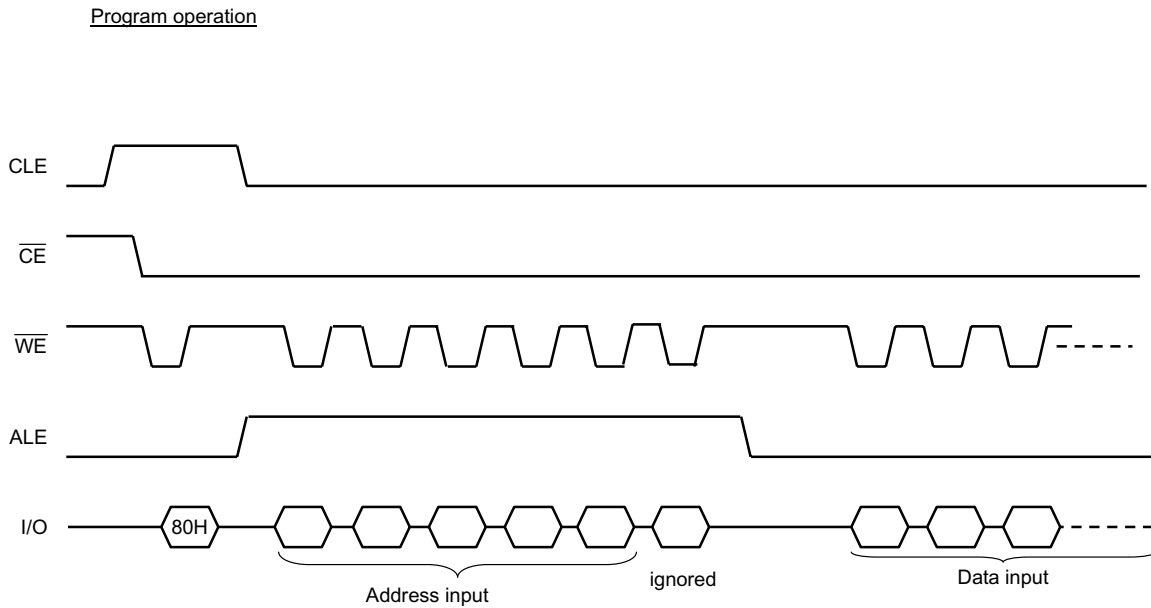 Program operation
CLE
CE
WE
ALE
I/O
80H
Address input
ignored
Data input